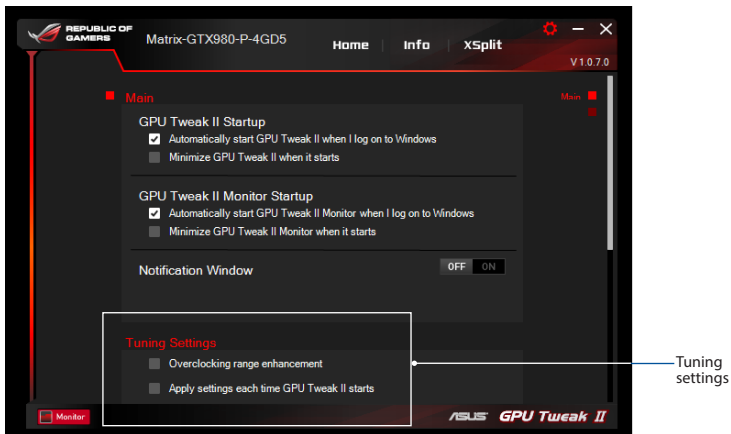 REPUBLIC OF
GAMERS
Matrix-GTX980-P-4GD5
Home
Info
XSplit
V 1.0.7.0
Main
Main
GPU Tweak II Startup
Automatically start GPU Tweak II when I log on to Windows
Minimize GPU Tweak II when it starts
GPU Tweak II Monitor Startup
Automatically start GPU Tweak II Monitor when I log on to Windows
Minimize GPU Tweak II Monitor when it starts
Notification Window
OFF ON
Tuning Settings
Overclocking range enhancement
Apply settings each time GPU Tweak II starts
Tuning
settings
Monitor
ASUS GPU Tweak II